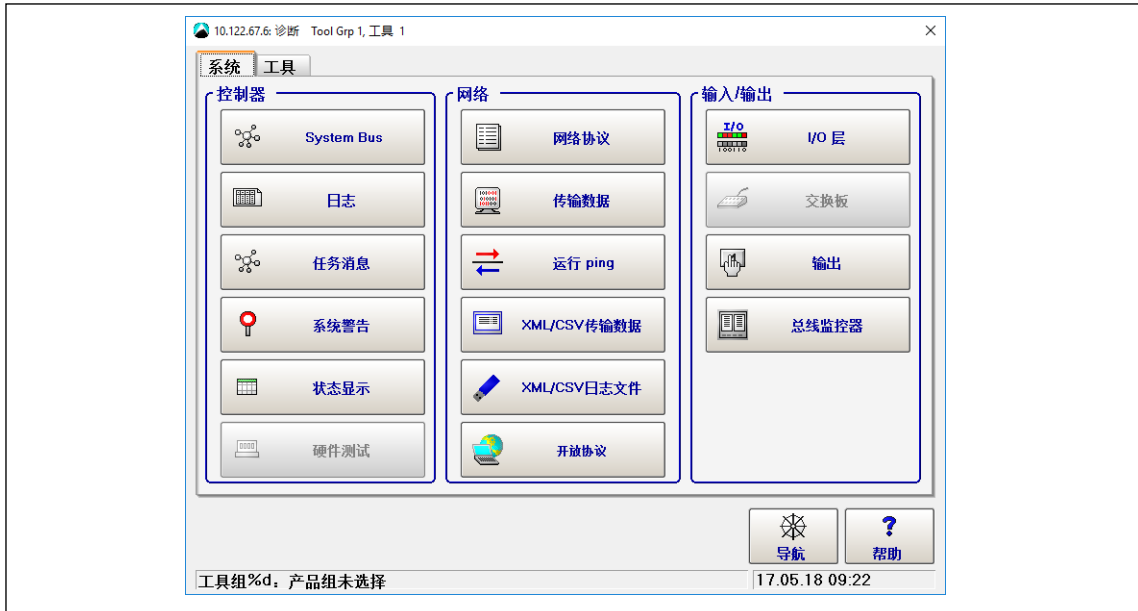 10.122.67.6: 诊断 Tool Grp 1, 工具 1
系统 工具
控制器
System Bus
日志
任务消息
系统警告
状态显示
硬件测试
网络
网络协议
传输数据
运行 ping
XML/CSV传输数据
XML/CSV日志文件
开放协议
输入/输出
I/O
100110
I/O 层
交换板
输出
总线监控器
导航
?
帮助
工具组%d：产品组未选择
17.05.18 09:22